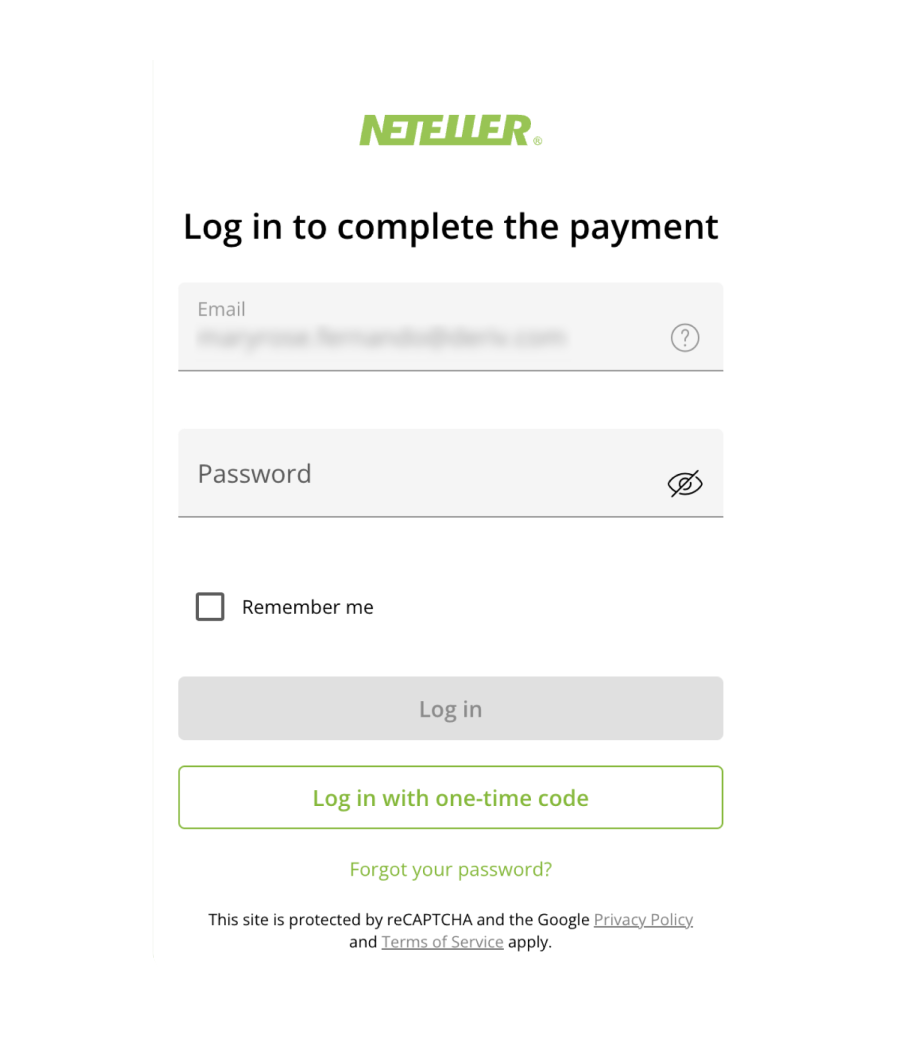 NETELLER®
Log in to complete the payment
Email
Password
Remember me
Log in
Log in with one-time code
Forgot your password?
This site is protected by reCAPTCHA and the Google Privacy Policy
and Terms of Service apply.